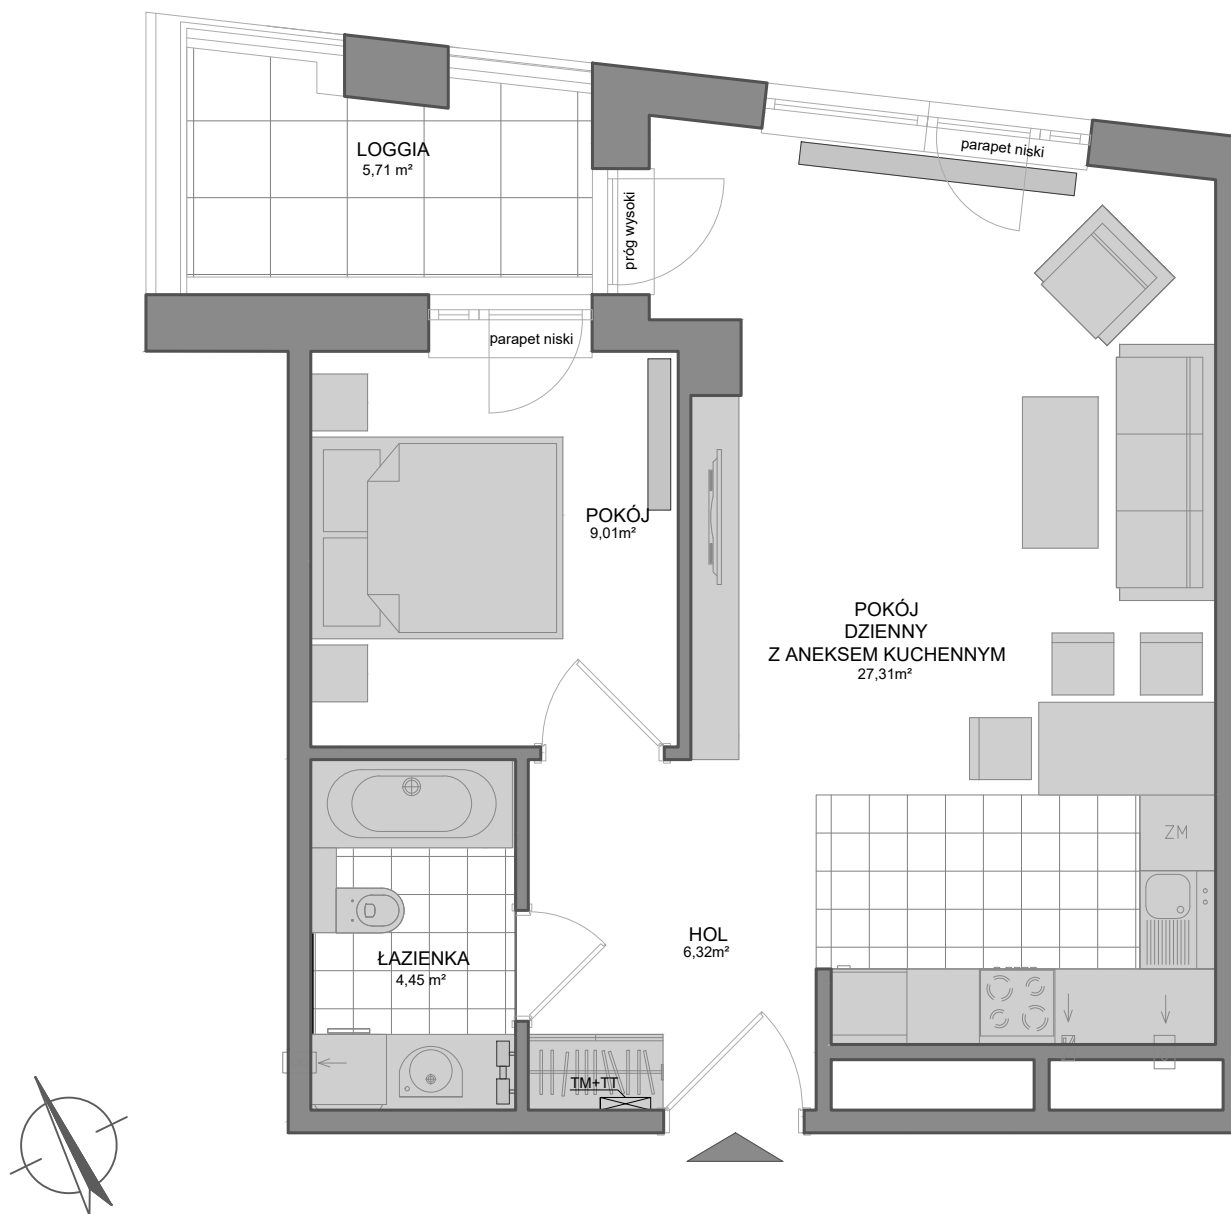 LOGGIA
5,71 m²
parapet niski
próg wysoki
parapet niski
POKÓJ
9,01m²
POKÓJ
DZIENNY
Z ANEKSEM KUCHENNYM
27,31m²
ZM
HOL
6,32m²
ŁAZIENKA
4,45 m²
TM+TT